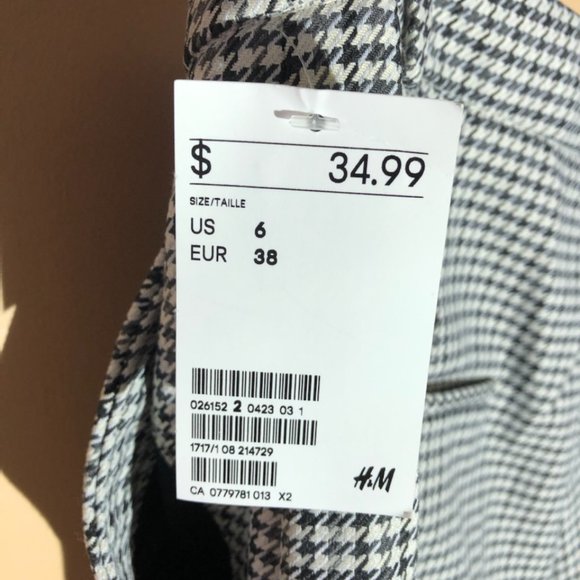 $ 34.99
SIZE/TAILLE
US 6
EUR 38
026152 2 0423 03 1
1717/1 08 214729
H&M
CA 0779781 013 X2